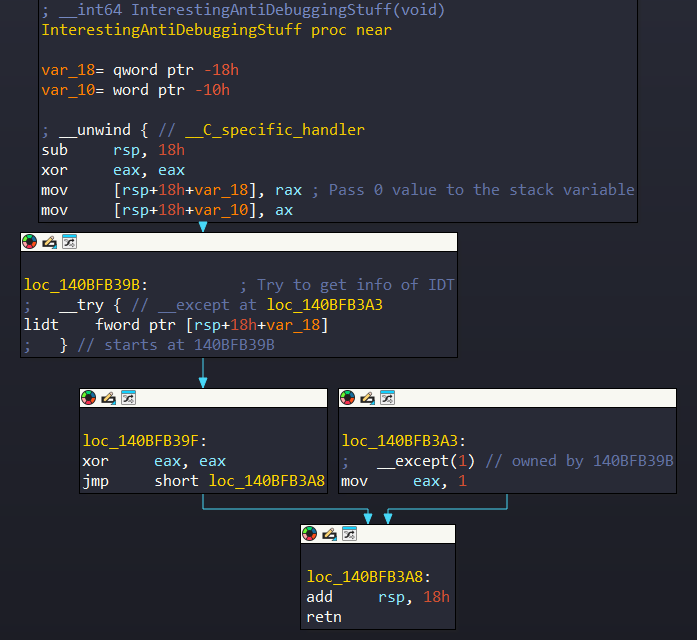 ; __int64 InterestingAntiDebuggingStuff(void)
InterestingAntiDebuggingStuff proc near
var_18= qword ptr -18h
var_10= word ptr -10h
; __unwind { // __C_specific_handler
sub rsp, 18h
xor eax, eax
mov [rsp+18h+var_18], rax ; Pass 0 value to the stack variable
mov [rsp+18h+var_10], ax
loc_140BFB39B: ; Try to get info of IDT
; __try { // __except at loc_140BFB3A3
lidt fword ptr [rsp+18h+var_18]
; } // starts at 140BFB39B
loc_140BFB39F:
xor eax, eax
jmp short loc_140BFB3A8
loc_140BFB3A3:
; __except(1) // owned by 140BFB39B
mov eax, 1
loc_140BFB3A8:
add rsp, 18h
retn